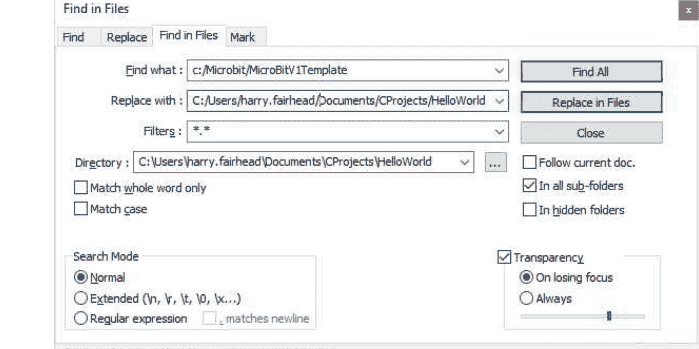 Find in Files
x
Find Replace Find in Files Mark
Find what : c:/Microbit/MicroBitV1Template Find All
Replace with : C:/Users/harry.fairhead/Documents/CProjects/HelloWorld Replace in Files
Filters : *.* Close
Directory : C:\Users\harry.fairhead\Documents\CProjects\HelloWorld ... Follow current doc.
Match whole word only In all sub-folders
Match case In hidden folders
Search Mode Transparency
Normal On losing focus
Extended (\n, \r, \t, \0, \x...) Always
Regular expression . matches newline